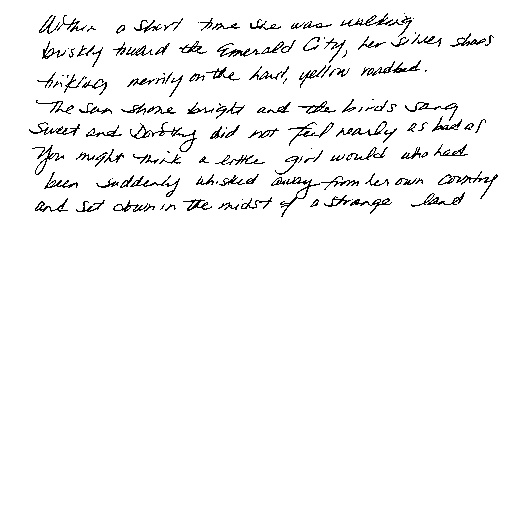 Within a short time she was walking
briskly toward the Emerald City, her silver shoes
tinkling merrily on the hard, yellow roadbed.
The sun shone bright and the birds sang
sweet and Dorothy did not feel nearly as bad as
you might think a little girl would who had
been suddenly whisked away from her own country
and set down in the midst of a strange land